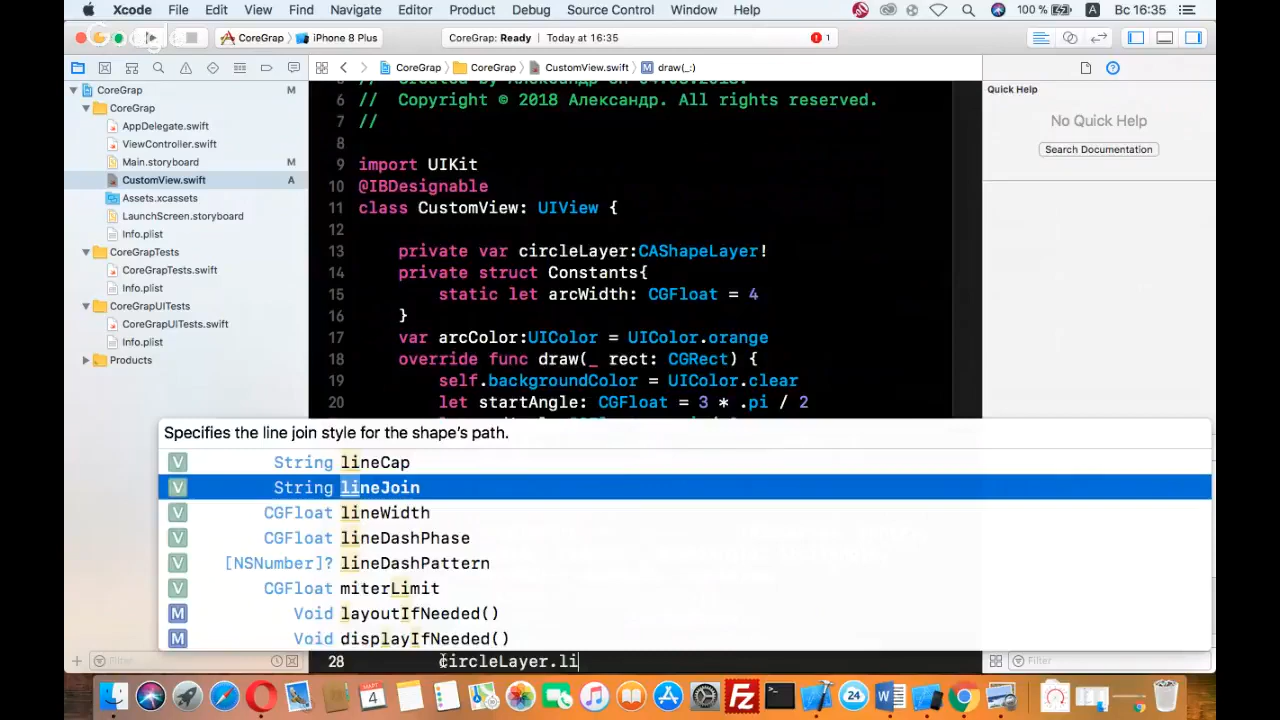 Xcode File Edit View Find Navigate Editor Product Debug Source Control Window Help 100 % A Вс 16:35
CoreGrap iPhone 8 Plus CoreGrap: Ready Today at 16:35 1
CoreGrap CoreGrap CustomView.swift draw(_:)
CoreGrap M
CoreGrap
AppDelegate.swift
ViewController.swift
Main.storyboard M
CustomView.swift A
Assets.xcassets
LaunchScreen.storyboard
Info.plist
CoreGrapTests
CoreGrapTests.swift
Info.plist
CoreGrapUITests
CoreGrapUITests.swift
Info.plist
Products
Filter
6 // Copyright © 2018 Александр. All rights reserved.
7 //
8
9 import UIKit
10 @IBDesignable
11 class CustomView: UIView {
12
13 private var circleLayer:CAShapeLayer!
14 private struct Constants{
15 static let arcWidth: CGFloat = 4
16 }
17 var arcColor:UIColor = UIColor.orange
18 override func draw(_ rect: CGRect) {
19 self.backgroundColor = UIColor.clear
20 let startAngle: CGFloat = 3 * .pi / 2
Specifies the line join style for the shape's path.
V String lineCap
V String lineJoin
V CGFloat lineWidth
V CGFloat lineDashPhase
V [NSNumber]? lineDashPattern
V CGFloat miterLimit
M Void layoutIfNeeded()
M Void displayIfNeeded()
28 circleLayer.li
Quick Help
No Quick Help
Search Documentation
Filter
4
FZ
24
W